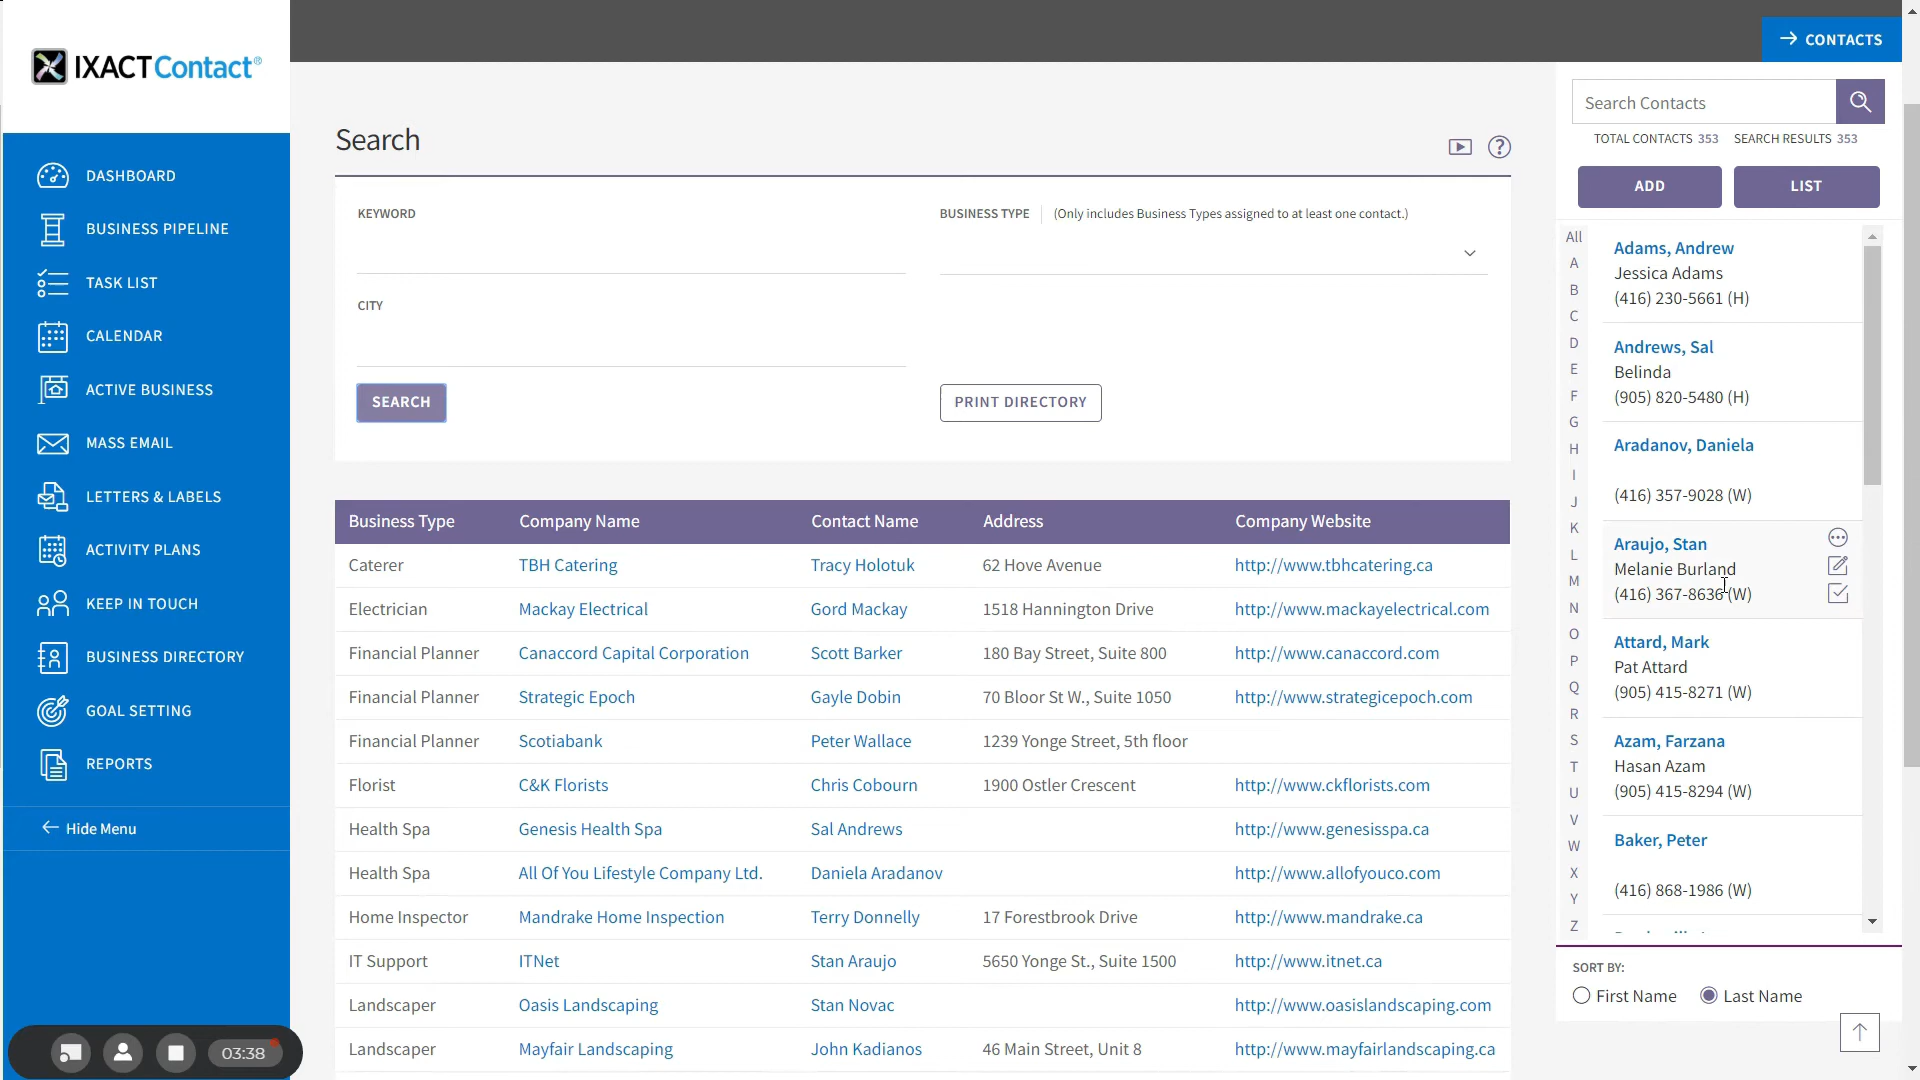 IXACTContact®
DASHBOARD
BUSINESS PIPELINE
TASK LIST
CALENDAR
ACTIVE BUSINESS
MASS EMAIL
LETTERS & LABELS
ACTIVITY PLANS
KEEP IN TOUCH
BUSINESS DIRECTORY
GOAL SETTING
REPORTS
Hide Menu
03:38
Search
KEYWORD
BUSINESS TYPE (Only includes Business Types assigned to at least one contact.)
CITY
SEARCH PRINT DIRECTORY
Business Type Company Name Contact Name Address Company Website
Caterer TBH Catering Tracy Holotuk 62 Hove Avenue http://www.tbhcatering.ca
Electrician Mackay Electrical Gord Mackay 1518 Hannington Drive http://www.mackayelectrical.com
Financial Planner Canaccord Capital Corporation Scott Barker 180 Bay Street, Suite 800 http://www.canaccord.com
Financial Planner Strategic Epoch Gayle Dobin 70 Bloor St W., Suite 1050 http://www.strategicepoch.com
Financial Planner Scotiabank Peter Wallace 1239 Yonge Street, 5th floor
Florist C&K Florists Chris Cobourn 1900 Ostler Crescent http://www.ckflorists.com
Health Spa Genesis Health Spa Sal Andrews http://www.genesisspa.ca
Health Spa All Of You Lifestyle Company Ltd. Daniela Aradanov http://www.allofyouco.com
Home Inspector Mandrake Home Inspection Terry Donnelly 17 Forestbrook Drive http://www.mandrake.ca
IT Support ITNet Stan Araujo 5650 Yonge St., Suite 1500 http://www.itnet.ca
Landscaper Oasis Landscaping Stan Novac http://www.oasislandscaping.com
Landscaper Mayfair Landscaping John Kadianos 46 Main Street, Unit 8 http://www.mayfairlandscaping.ca
CONTACTS
Search Contacts
TOTAL CONTACTS 353 SEARCH RESULTS 353
ADD LIST
All
A
B
C
D
E
F
G
H
I
J
K
L
M
N
O
P
Q
R
S
T
U
V
W
X
Y
Z
Adams, Andrew
Jessica Adams
(416) 230-5661 (H)
Andrews, Sal
Belinda
(905) 820-5480 (H)
Aradanov, Daniela
(416) 357-9028 (W)
Araujo, Stan
Melanie Burland
(416) 367-8636 (W)
Attard, Mark
Pat Attard
(905) 415-8271 (W)
Azam, Farzana
Hasan Azam
(905) 415-8294 (W)
Baker, Peter
(416) 868-1986 (W)
SORT BY:
First Name Last Name